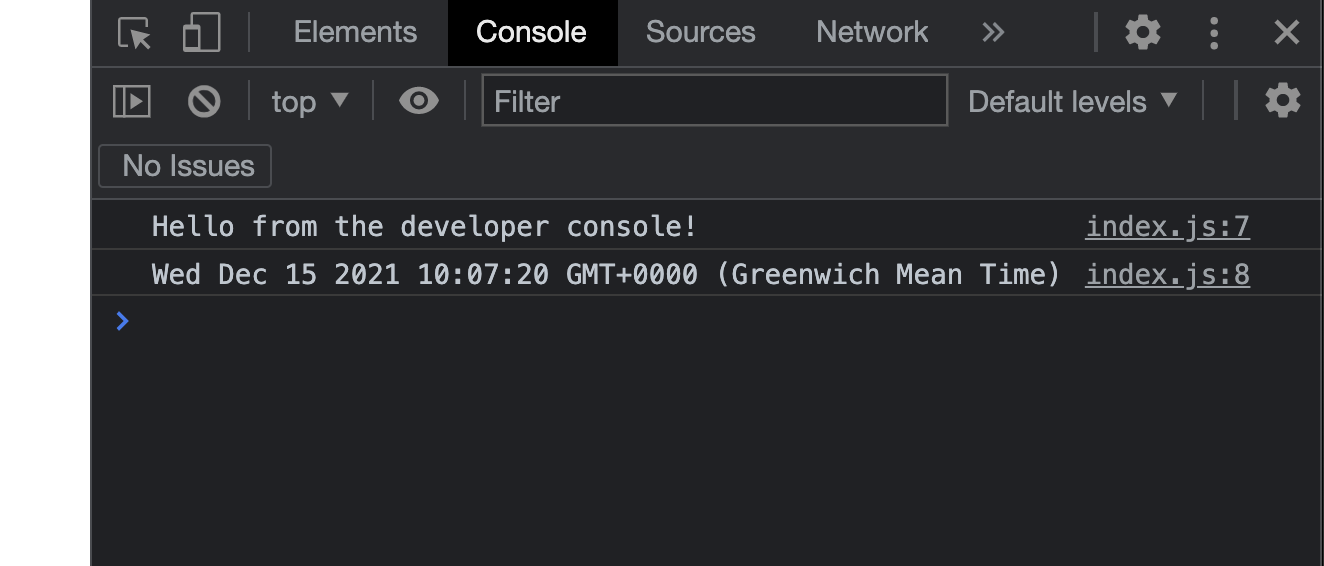 Elements Console Sources Network
top Filter Default levels
No Issues
Hello from the developer console! index.js:7
Wed Dec 15 2021 10:07:20 GMT+0000 (Greenwich Mean Time) index.js:8